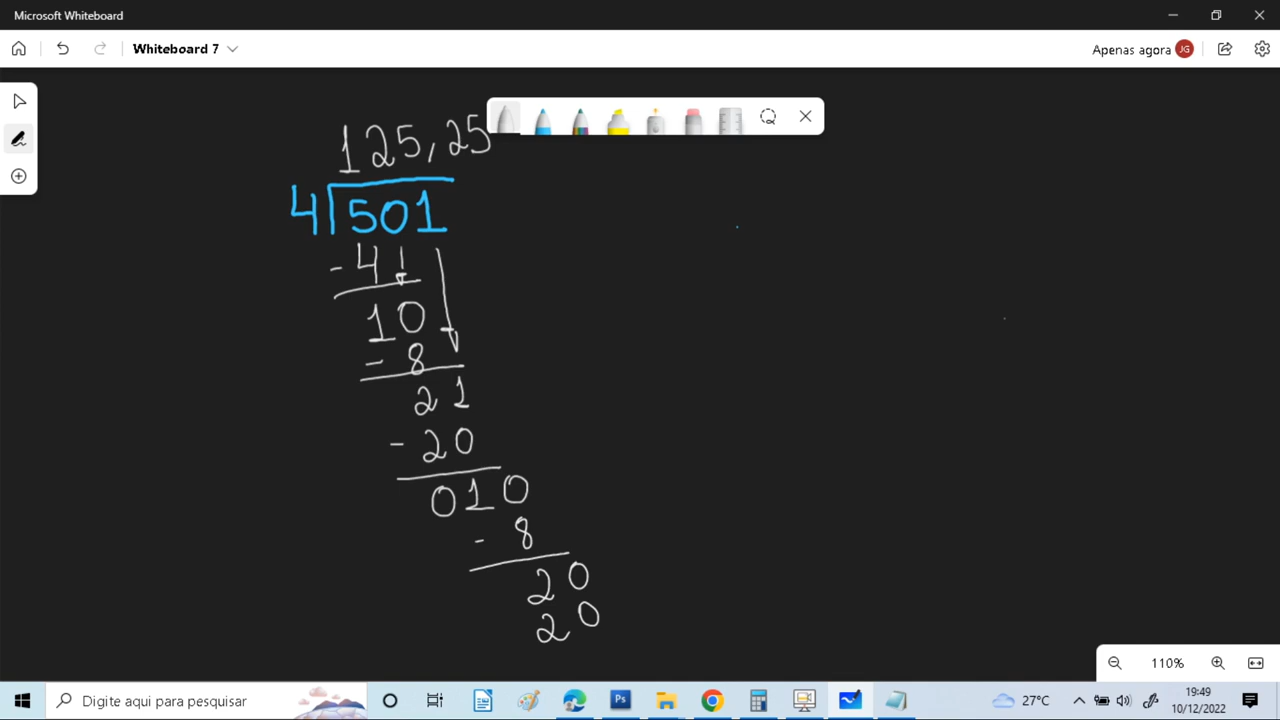 Microsoft Whiteboard
Whiteboard 7
Apenas agora JG
125,25
4 501
- 4
10
- 8
21
- 20
010
- 8
20
20
110%
Digite aqui para pesquisar
27°C
19:49
10/12/2022